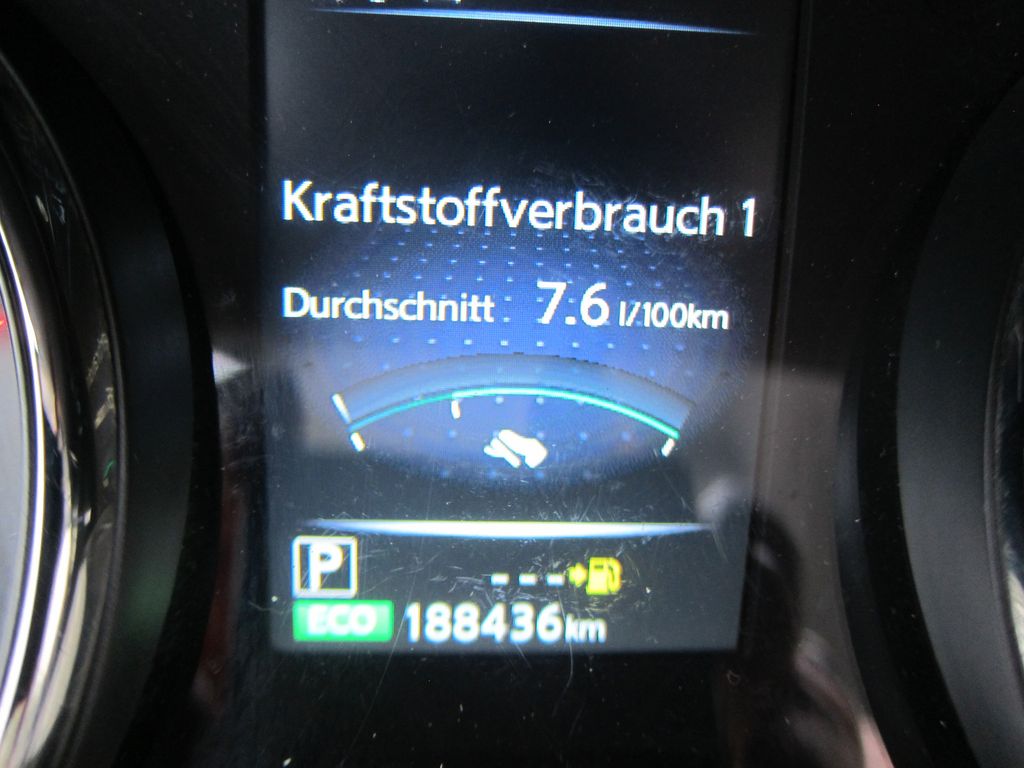 Kraftstoffverbrauch 1
Durchschnitt 7.6 l/100km
P
---
ECO 188436km